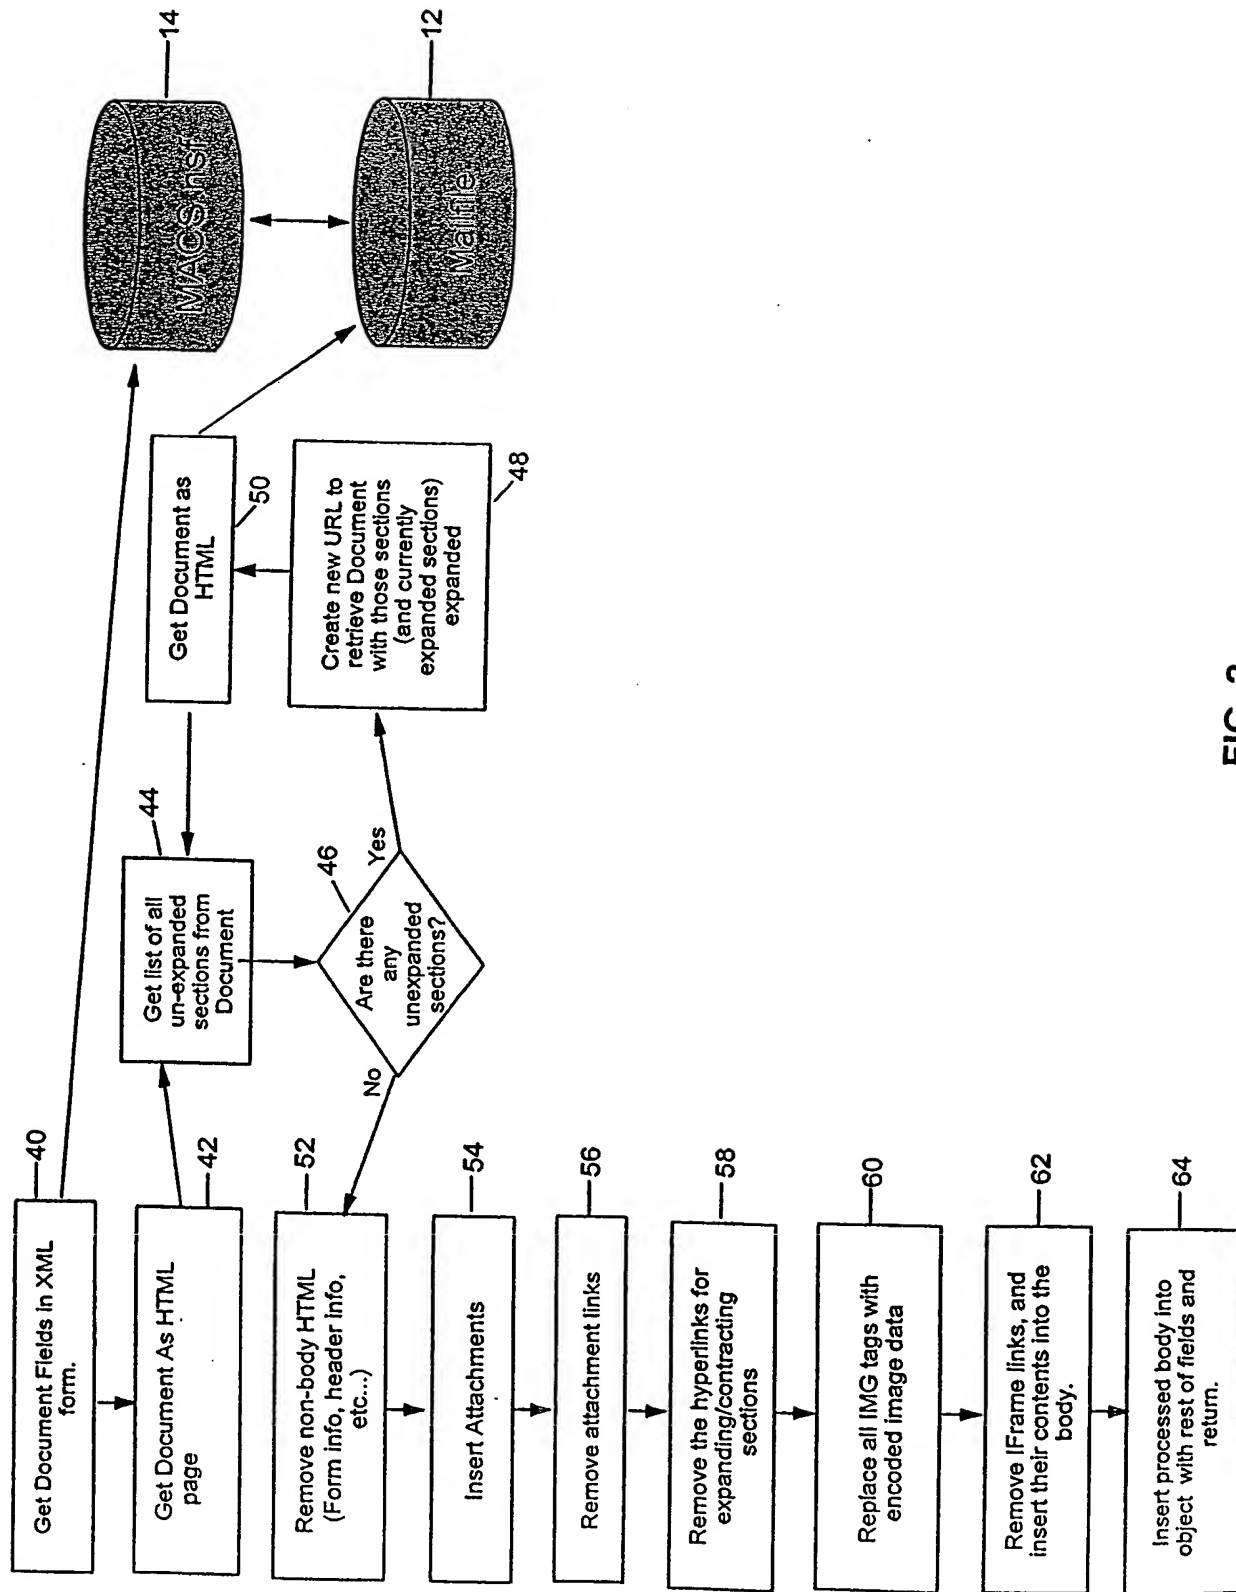 40
Get Document Fields in XML
form.
42
Get Document As HTML
page
44
Get list of all
un-expanded
sections from
Document
46
Are there
any
unexpanded
sections?
Yes
No
48
Create new URL to
retrieve Document
with those sections
(and currently
expanded sections)
expanded
50
Get Document as
HTML
14
MACS.nsf
12
Mailfile
52
Remove non-body HTML
(Form info, header info,
etc...)
54
Insert Attachments
56
Remove attachment links
58
Remove the hyperlinks for
expanding/contracting
sections
60
Replace all IMG tags with
encoded image data
62
Remove IFrame links, and
insert their contents into the
body.
64
Insert processed body into
object with rest of fields and
return.
FIG.